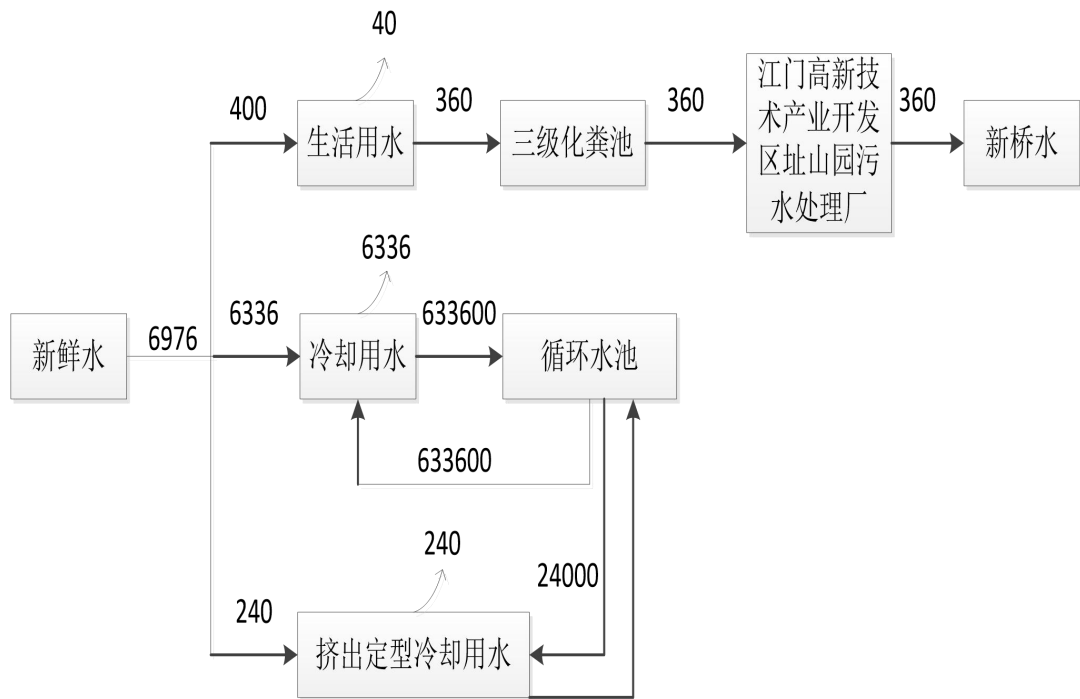 40
400
生活用水
360
三级化粪池
360
江门高新技
术产业开发
区址山园污
水处理厂
360
新桥水
6336
新鲜水
6976
6336
冷却用水
633600
循环水池
633600
240
24000
240
挤出定型冷却用水